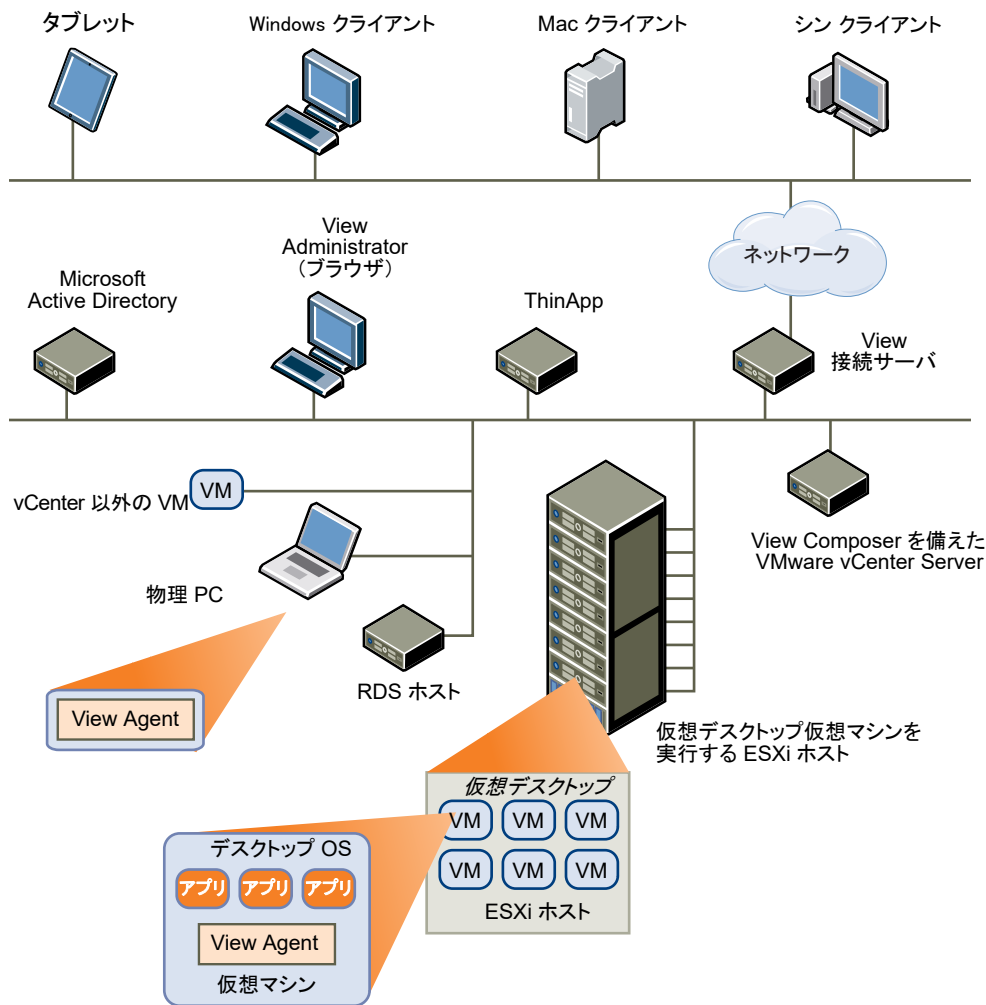 タブレット
Windows クライアント
Mac クライアント
シン クライアント
ネットワーク
View
Administrator
(ブラウザ)
Microsoft
Active Directory
ThinApp
View
接続サーバ
vCenter 以外の VM
VM
物理 PC
View Composer を備えた
VMware vCenter Server
RDS ホスト
View Agent
仮想デスクトップ仮想マシンを
実行する ESXi ホスト
仮想デスクトップ
VM
VM
VM
VM
VM
VM
ESXi ホスト
デスクトップ OS
アプリ
アプリ
アプリ
View Agent
仮想マシン